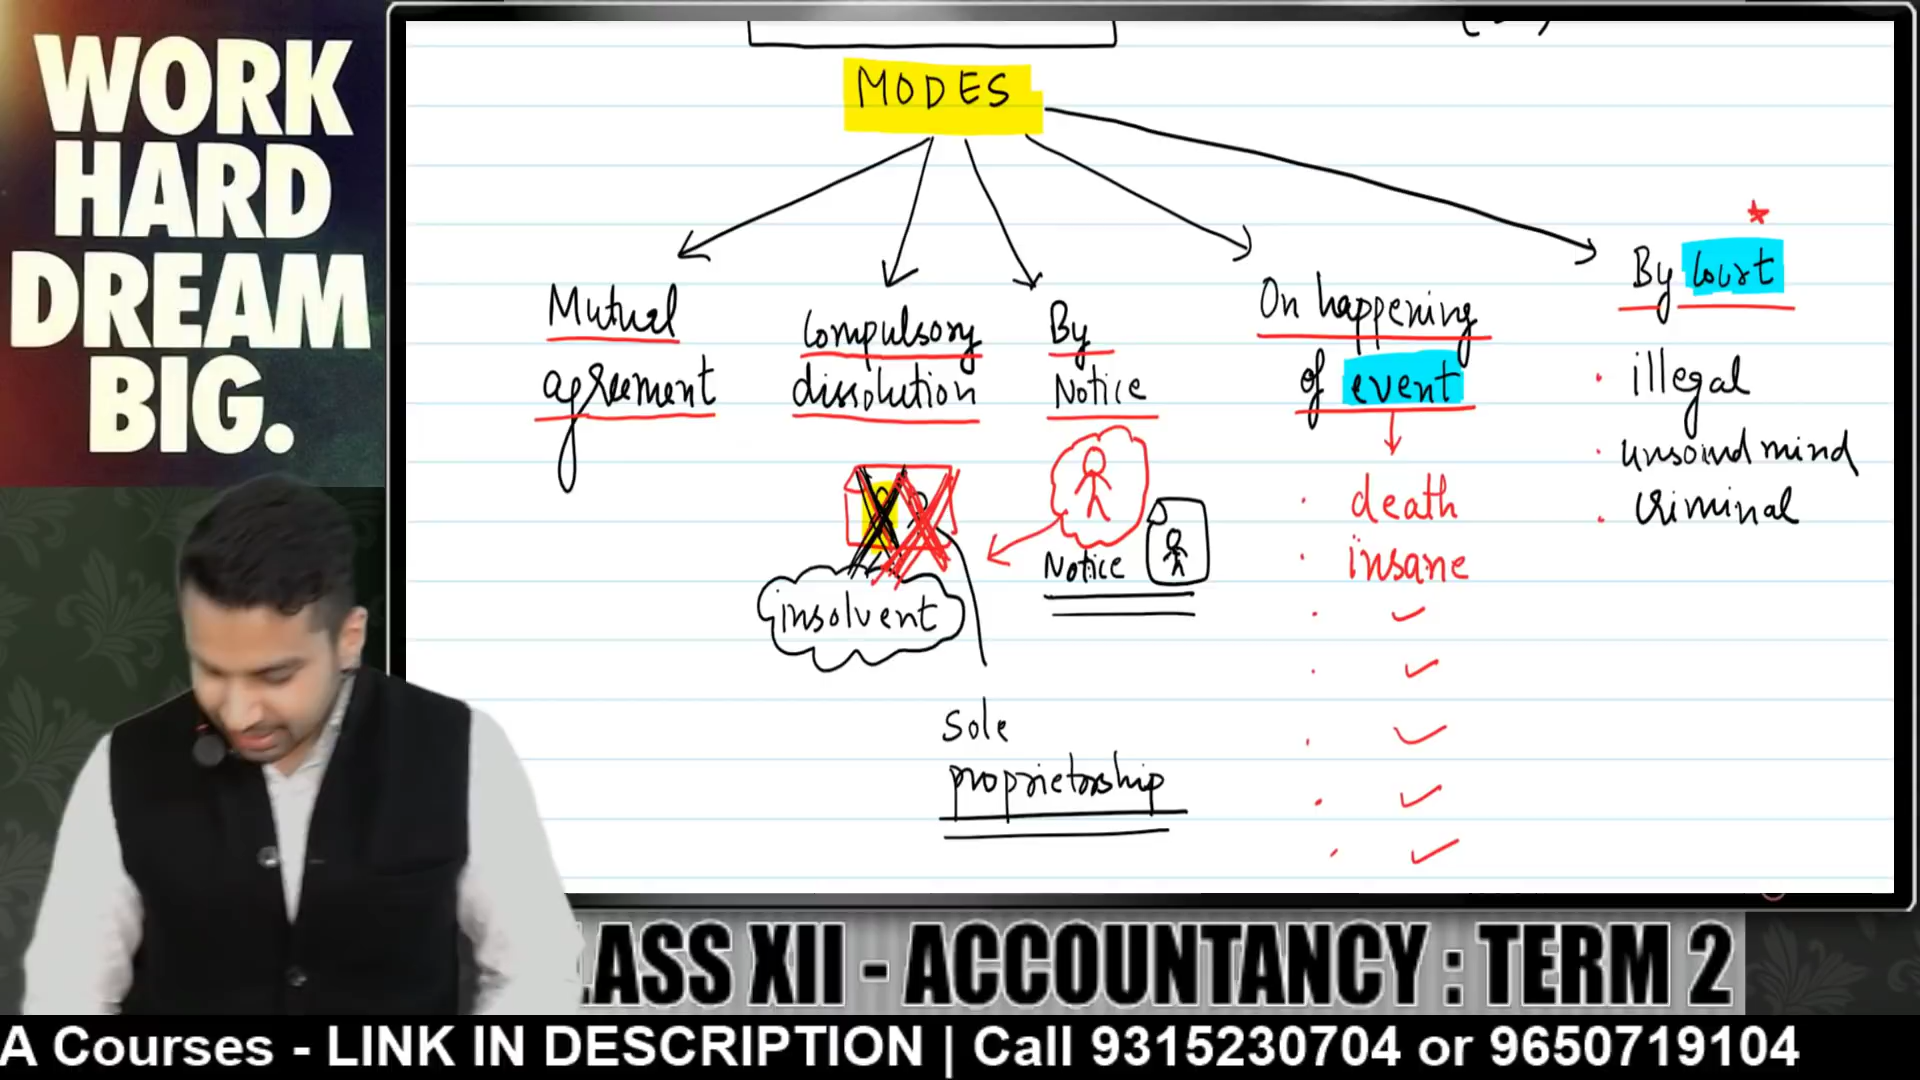 WORK
HARD
DREAM
BIG.
MODES
Mutual
agreement
Compulsory
dissolution
insolvent
Sole
proprietorship
By
Notice
Notice
On happening
of event
death
insane
By Court
illegal
unsound mind
criminal
LASS XII - ACCOUNTANCY : TERM 2
A Courses - LINK IN DESCRIPTION | Call 9315230704 or 9650719104